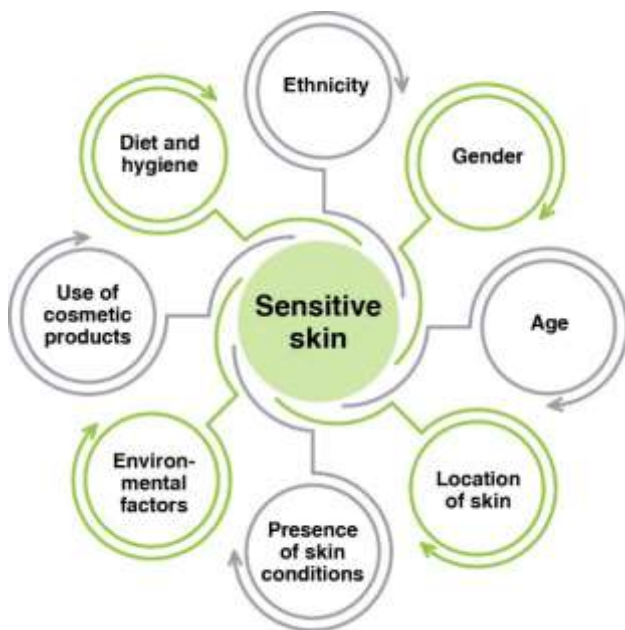 Ethnicity
Gender
Age
Location
of skin
Presence
of skin
conditions
Environ-
mental
factors
Use of
cosmetic
products
Diet and
hygiene
Sensitive
skin